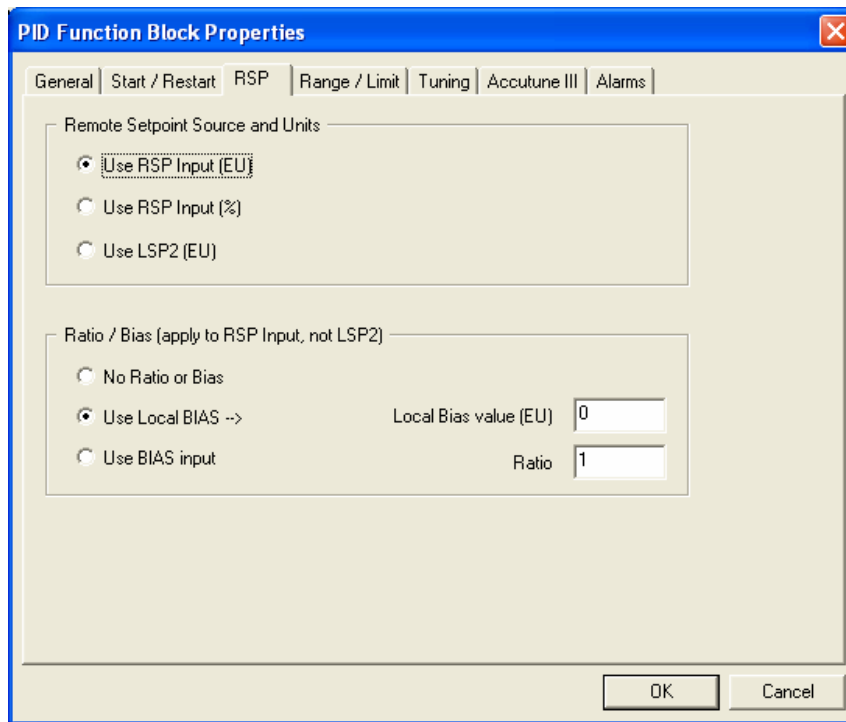 PID Function Block Properties
General Start / Restart RSP Range / Limit Tuning Accutune III Alarms
Remote Setpoint Source and Units
Use RSP Input (EU)
Use RSP Input (%)
Use LSP2 (EU)
Ratio / Bias (apply to RSP Input, not LSP2)
No Ratio or Bias
Use Local BIAS --> Local Bias value (EU) 0
Use BIAS input Ratio 1
OK Cancel